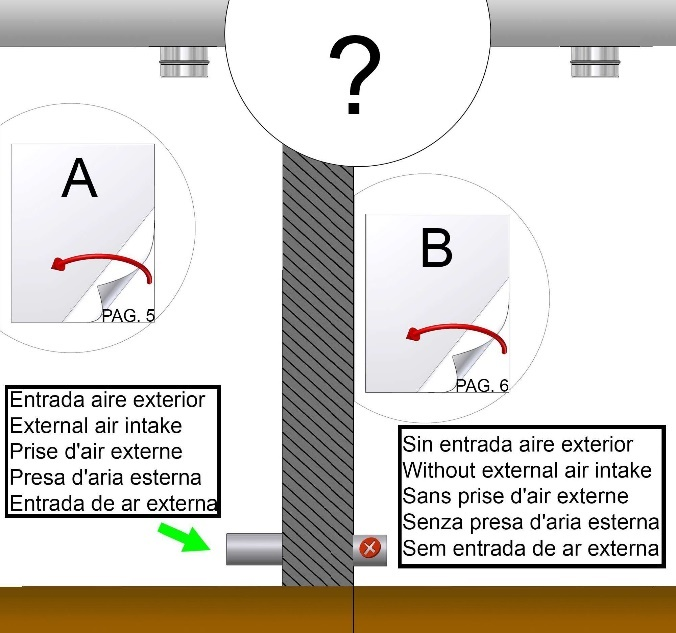 ?
A
PAG. 5
B
PAG. 6
Entrada aire exterior
External air intake
Prise d'air externe
Presa d'aria esterna
Entrada de ar externa
Sin entrada aire exterior
Without external air intake
Sans prise d'air externe
Senza presa d'aria esterna
Sem entrada de ar externa